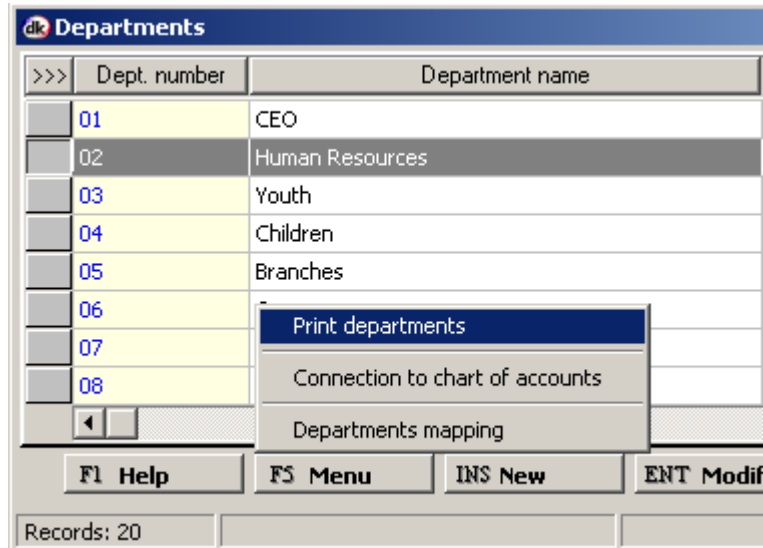 dk Departments
>>> Dept. number Department name
01 CEO
02 Human Resources
03 Youth
04 Children
05 Branches
06
07
08
Print departments
Connection to chart of accounts
Departments mapping
F1 Help F5 Menu INS New ENT Modif
Records: 20